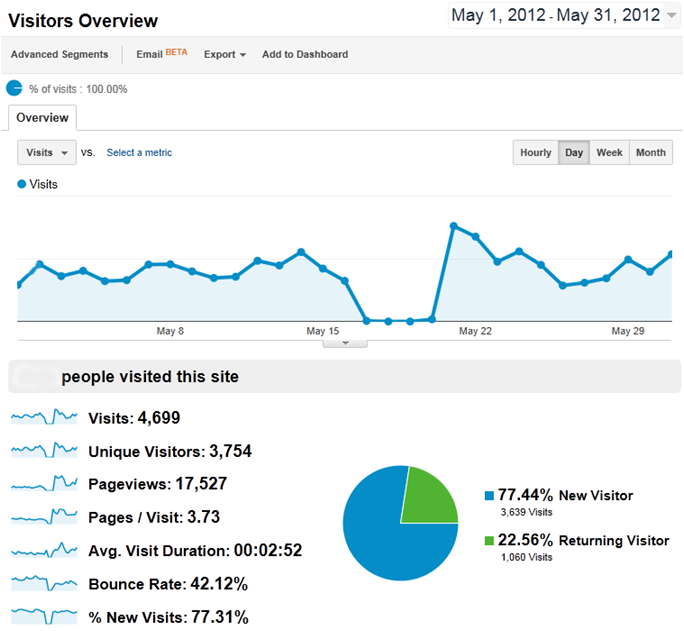 Visitors Overview
May 1, 2012 - May 31, 2012
Advanced Segments Email BETA Export Add to Dashboard
% of visits : 100.00%
Overview
Visits vs. Select a metric Hourly Day Week Month
Visits
May 8 May 15 May 22 May 29
people visited this site
Visits: 4,699
Unique Visitors: 3,754
Pageviews: 17,527
Pages / Visit: 3.73
Avg. Visit Duration: 00:02:52
Bounce Rate: 42.12%
% New Visits: 77.31%
77.44% New Visitor
3,639 Visits
22.56% Returning Visitor
1,060 Visits